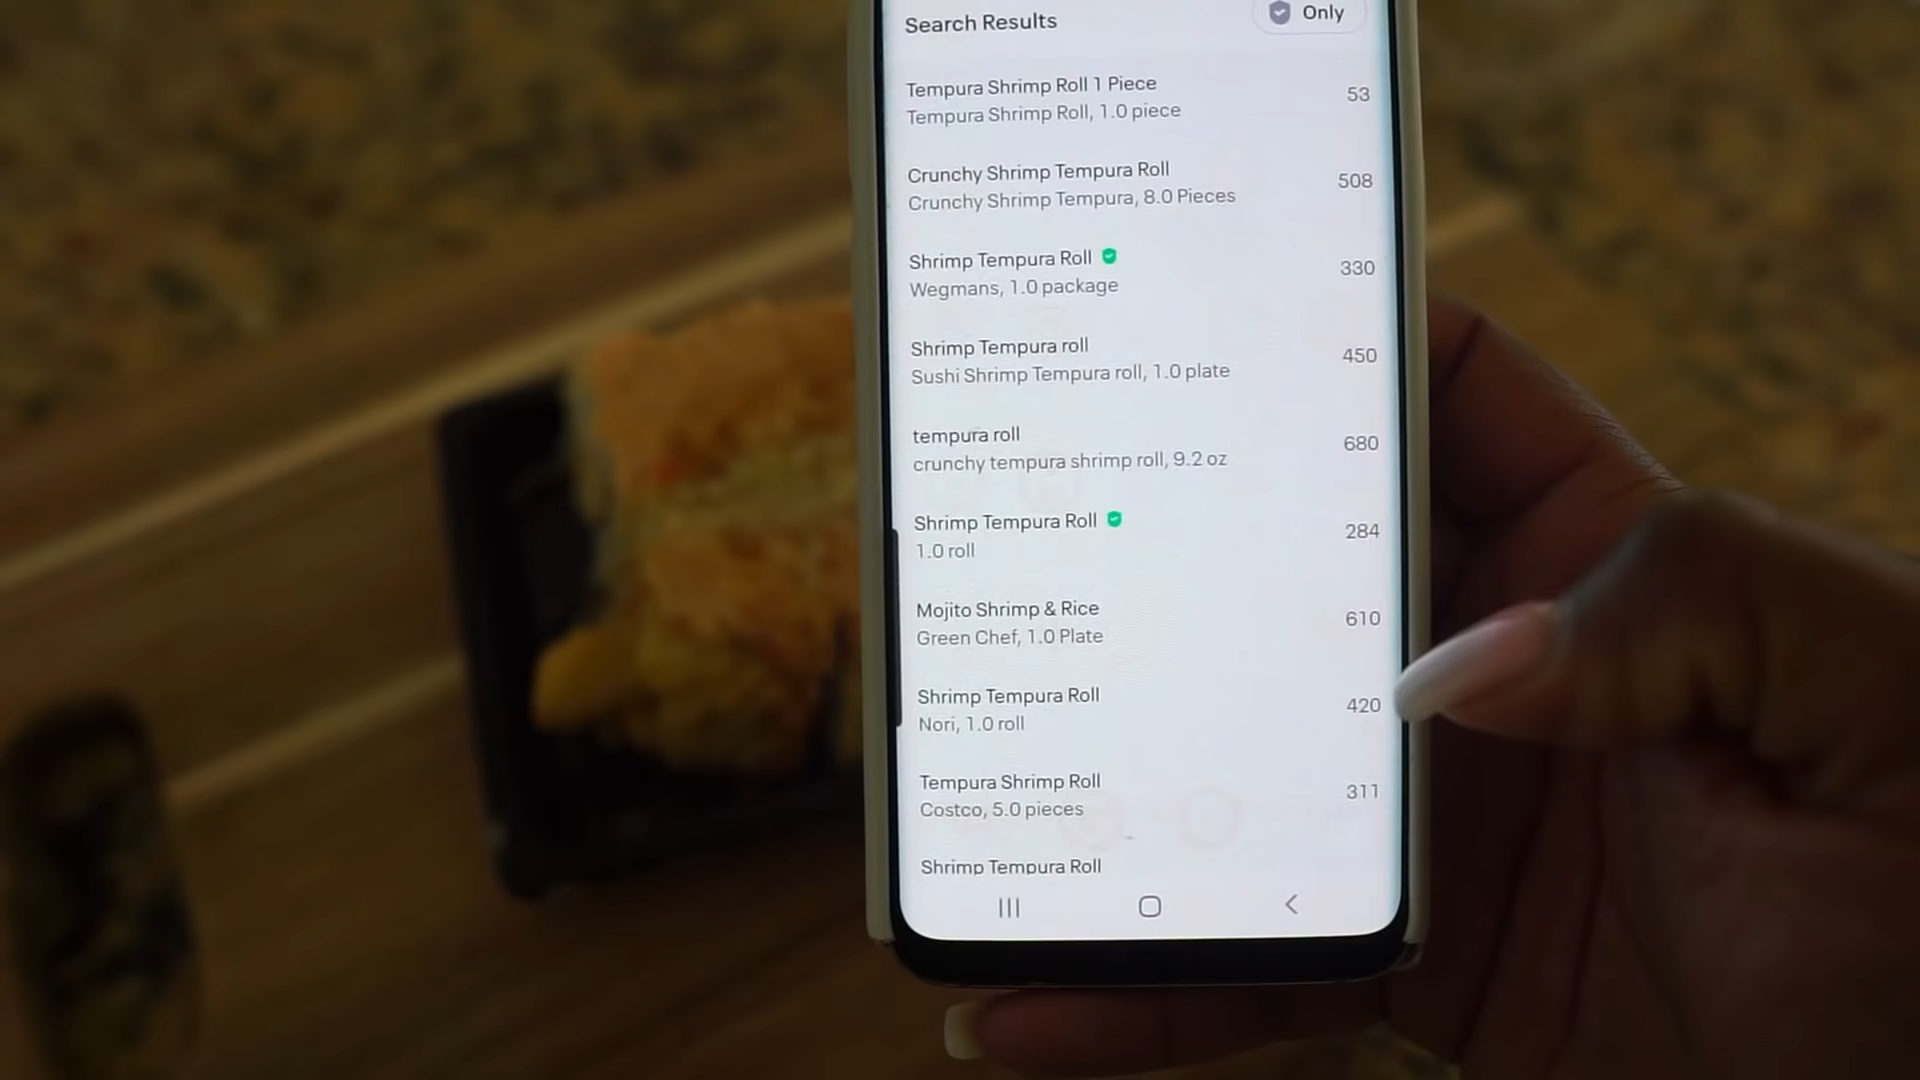 Search Results
Only
Tempura Shrimp Roll 1 Piece
53
Tempura Shrimp Roll, 1.0 piece
Crunchy Shrimp Tempura Roll
508
Crunchy Shrimp Tempura, 8.0 Pieces
Shrimp Tempura Roll
330
Wegmans, 1.0 package
Shrimp Tempura roll
450
Sushi Shrimp Tempura roll, 1.0 plate
tempura roll
680
crunchy tempura shrimp roll, 9.2 oz
Shrimp Tempura Roll
284
1.0 roll
Mojito Shrimp & Rice
610
Green Chef, 1.0 Plate
Shrimp Tempura Roll
420
Nori, 1.0 roll
Tempura Shrimp Roll
311
Costco, 5.0 pieces
Shrimp Tempura Roll